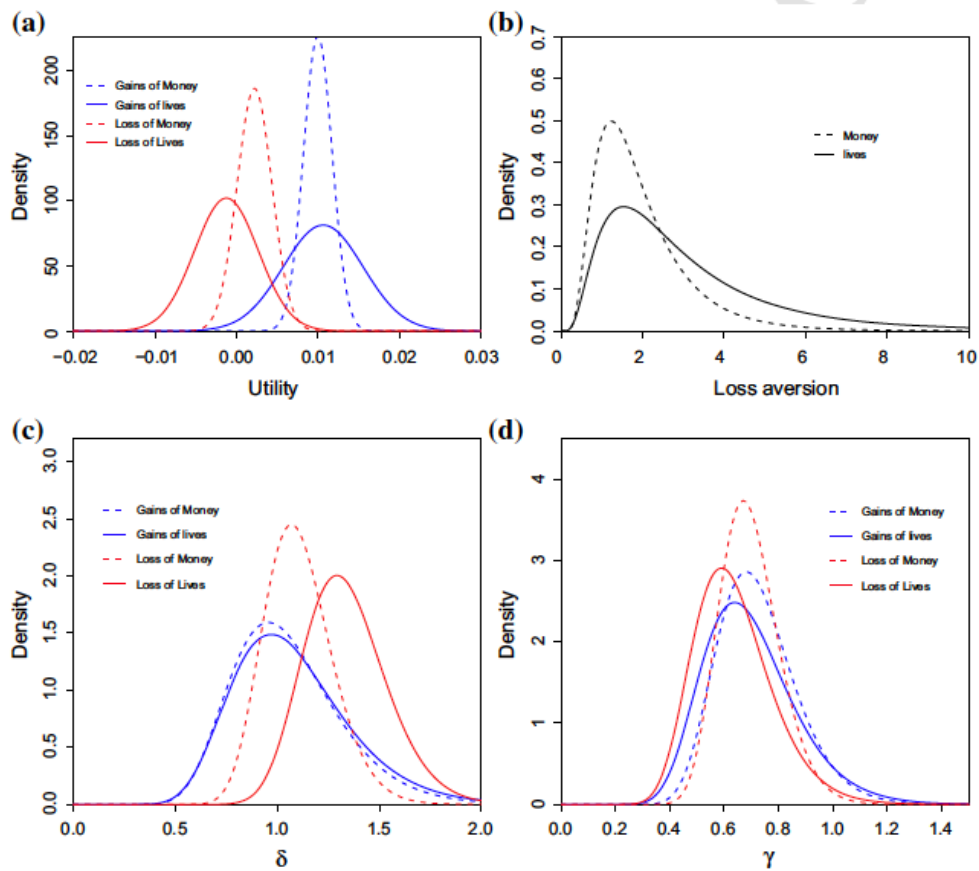 (a)
200
150
100
50
0
Density
Gains of Money
Gains of lives
Loss of Money
Loss of Lives
−0.02
−0.01
0.00
0.01
0.02
0.03
Utility
(b)
0.7
0.6
0.5
0.4
0.3
0.2
0.1
0.0
Density
Money
lives
0
2
4
6
8
10
Loss aversion
(c)
3.0
2.5
2.0
1.5
1.0
0.5
0.0
Density
Gains of Money
Gains of lives
Loss of Money
Loss of Lives
0.0
0.5
1.0
1.5
2.0
δ
(d)
4
3
2
1
0
Density
Gains of Money
Gains of lives
Loss of Money
Loss of Lives
0.0
0.2
0.4
0.6
0.8
1.0
1.2
1.4
γ